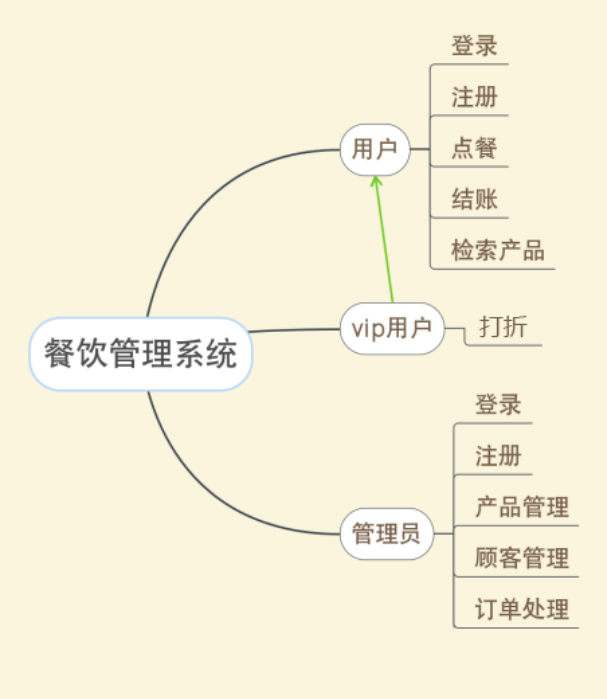 登录
注册
用户
点餐
结账
检索产品
餐饮管理系统
vip用户
打折
登录
注册
产品管理
管理员
顾客管理
订单处理